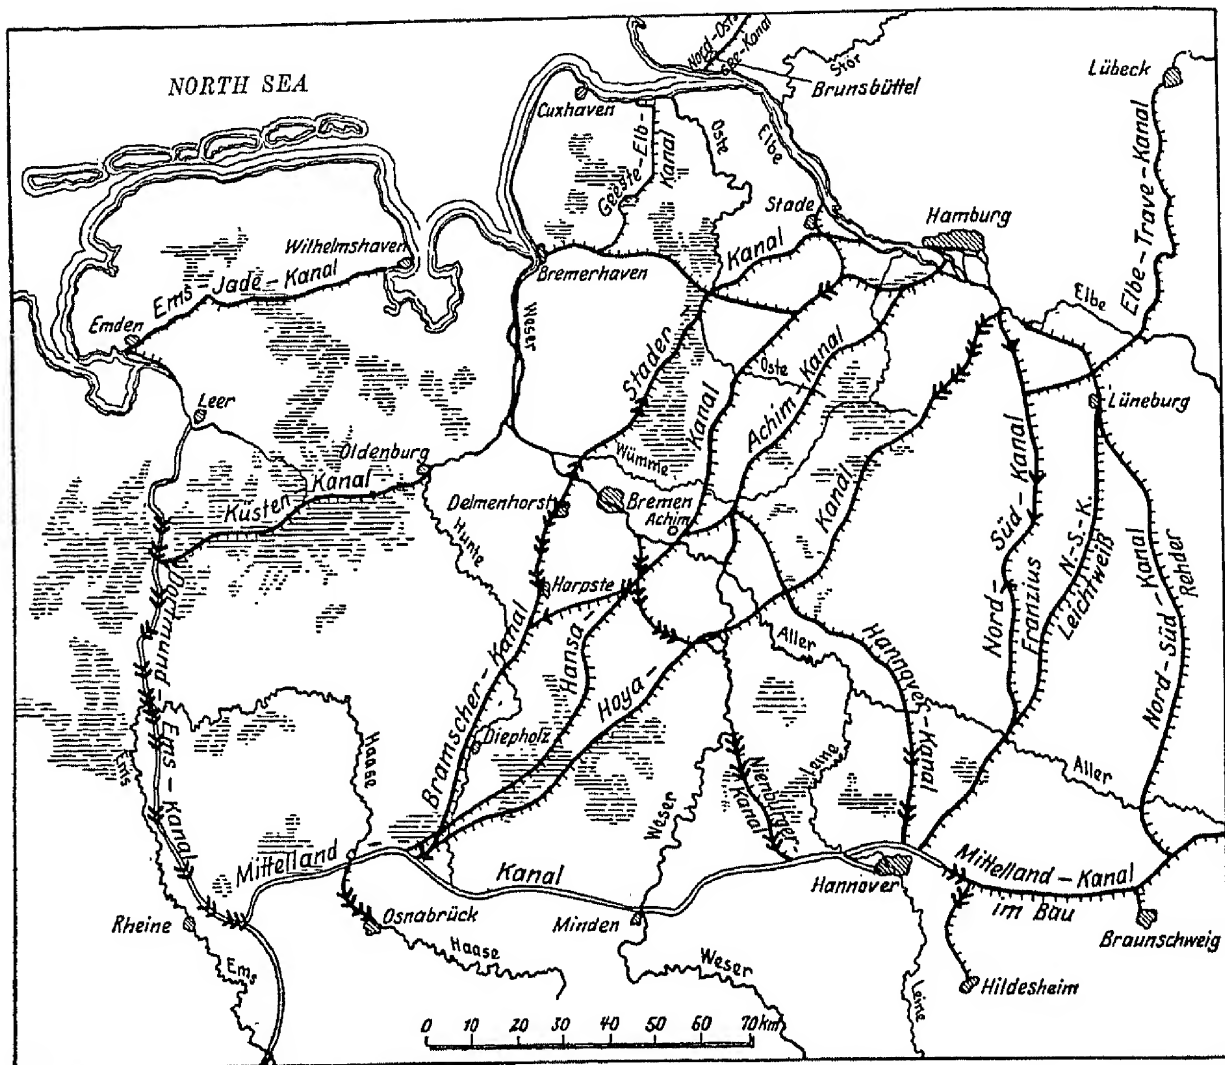 NORTH SEA
Cuxhaven
Nord-Ost-
See-Kanal
Stör
Brunsbüttel
Lübeck
Elbe-Trave-Kanal
Geeste-Elb-
Kanal
Oste
Elbe
Stade
Hamburg
Wilhelmshaven
Ems-Jade-Kanal
Emden
Bremerhaven
Weser
Stader
Kanal
Oste
Kanal
Achim-Kanal
Elbe
Lüneburg
Leer
Oldenburg
Küsten Kanal
Wümme
Delmenhorst
Bremen
Achim
Kanal
Nord-Süd-Kanal
Franzius
N.-S.-K.
Leichtweiß
Nord-Süd-Kanal
Rehder
Hunte
Harpste
Dortmund-Ems-Kanal
Bramscher-Kanal
Hansa-
Hoya-
Aller
Hannover-Kanal
Diepholz
Ems
Haase
Weser
Nienburger-
Kanal
Leine
Aller
Mittelland
Kanal
Hannover
Mittelland-Kanal
im Bau
Braunschweig
Rheine
Osnabrück
Minden
Haase
Weser
Ems
Leine
Hildesheim
0 10 20 30 40 50 60 70 km